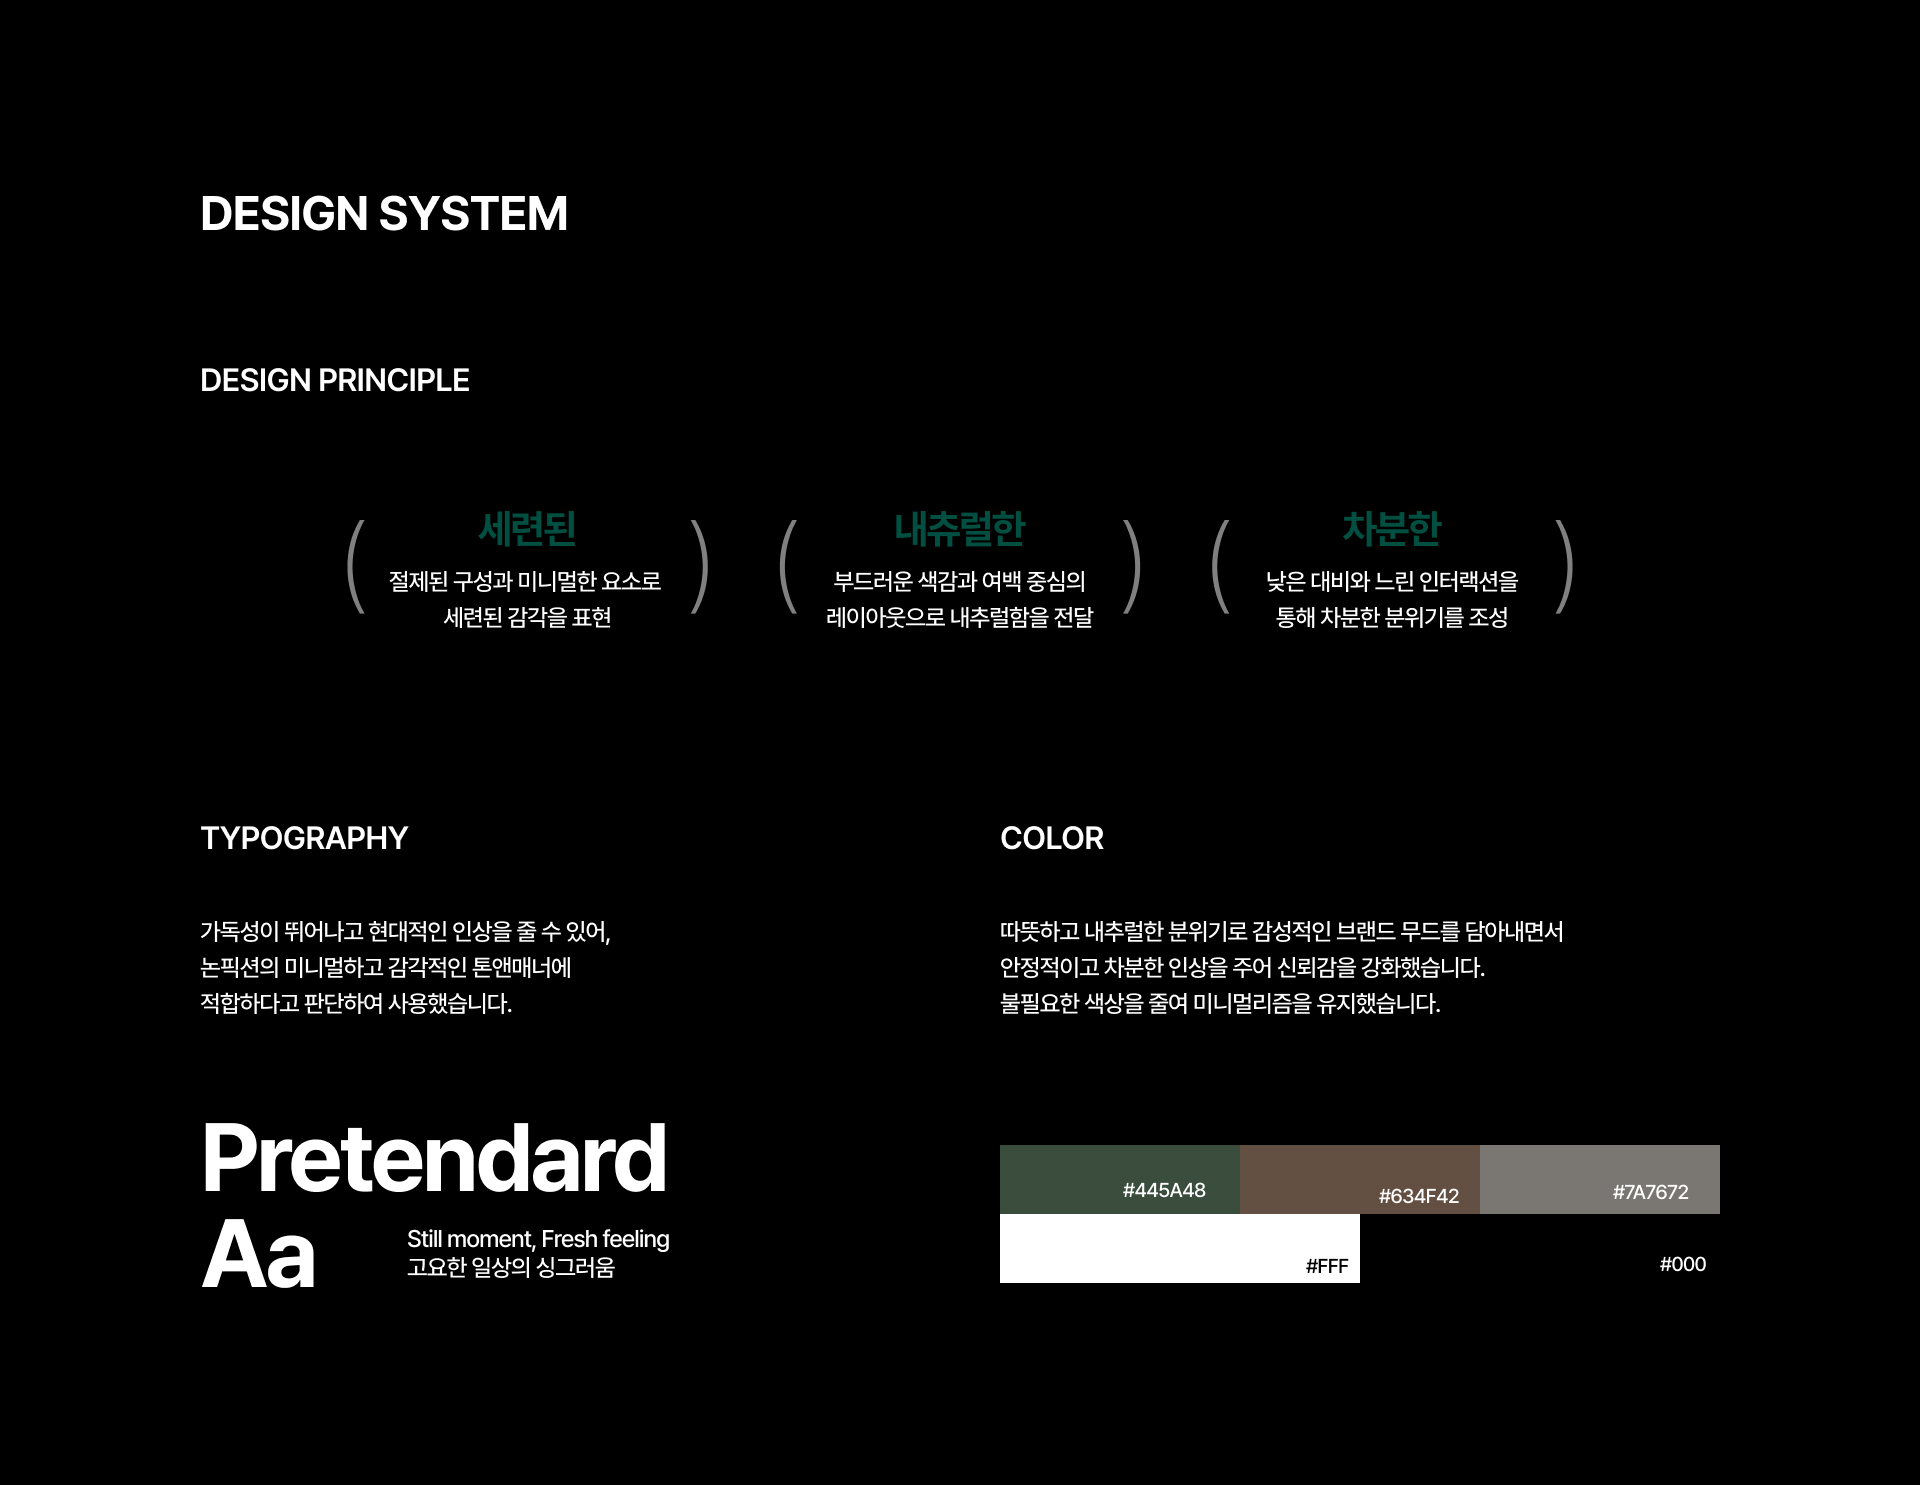 DESIGN SYSTEM
DESIGN PRINCIPLE
( 세련된 )
절제된 구성과 미니멀한 요소로
세련된 감각을 표현
( 내츄럴한 )
부드러운 색감과 여백 중심의
레이아웃으로 내추럴함을 전달
( 차분한 )
낮은 대비와 느린 인터랙션을
통해 차분한 분위기를 조성
TYPOGRAPHY
가독성이 뛰어나고 현대적인 인상을 줄 수 있어,
논픽션의 미니멀하고 감각적인 톤앤매너에
적합하다고 판단하여 사용했습니다.
Pretendard
Aa
Still moment, Fresh feeling
고요한 일상의 싱그러움
COLOR
따뜻하고 내추럴한 분위기로 감성적인 브랜드 무드를 담아내면서
안정적이고 차분한 인상을 주어 신뢰감을 강화했습니다.
불필요한 색상을 줄여 미니멀리즘을 유지했습니다.
#445A48
#634F42
#7A7672
#FFF
#000